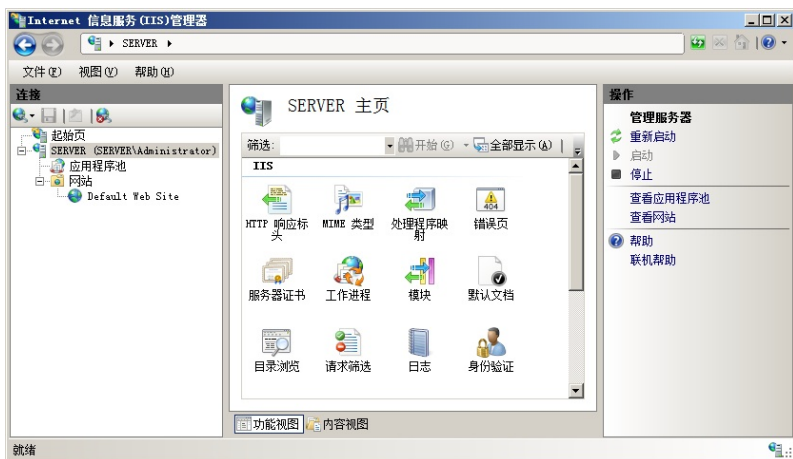 Internet 信息服务(IIS)管理器
SERVER
文件(F) 视图(V) 帮助(H)
连接
起始页
SERVER (SERVER\Administrator)
应用程序池
网站
Default Web Site
SERVER 主页
筛选: 开始(G) 全部显示(A)
IIS
HTTP 响应标头
MIME 类型
处理程序映射
404
错误页
服务器证书
工作进程
模块
默认文档
目录浏览
请求筛选
日志
身份验证
功能视图 内容视图
操作
管理服务器
重新启动
启动
停止
查看应用程序池
查看网站
帮助
联机帮助
就绪